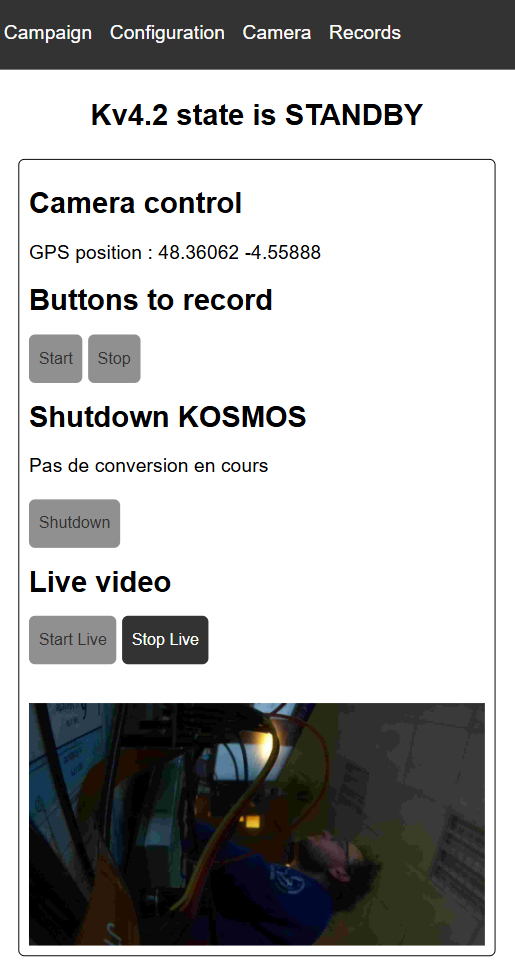 Campaign Configuration Camera Records
Kv4.2 state is STANDBY
Camera control
GPS position : 48.36062 -4.55888
Buttons to record
Start Stop
Shutdown KOSMOS
Pas de conversion en cours
Shutdown
Live video
Start Live Stop Live